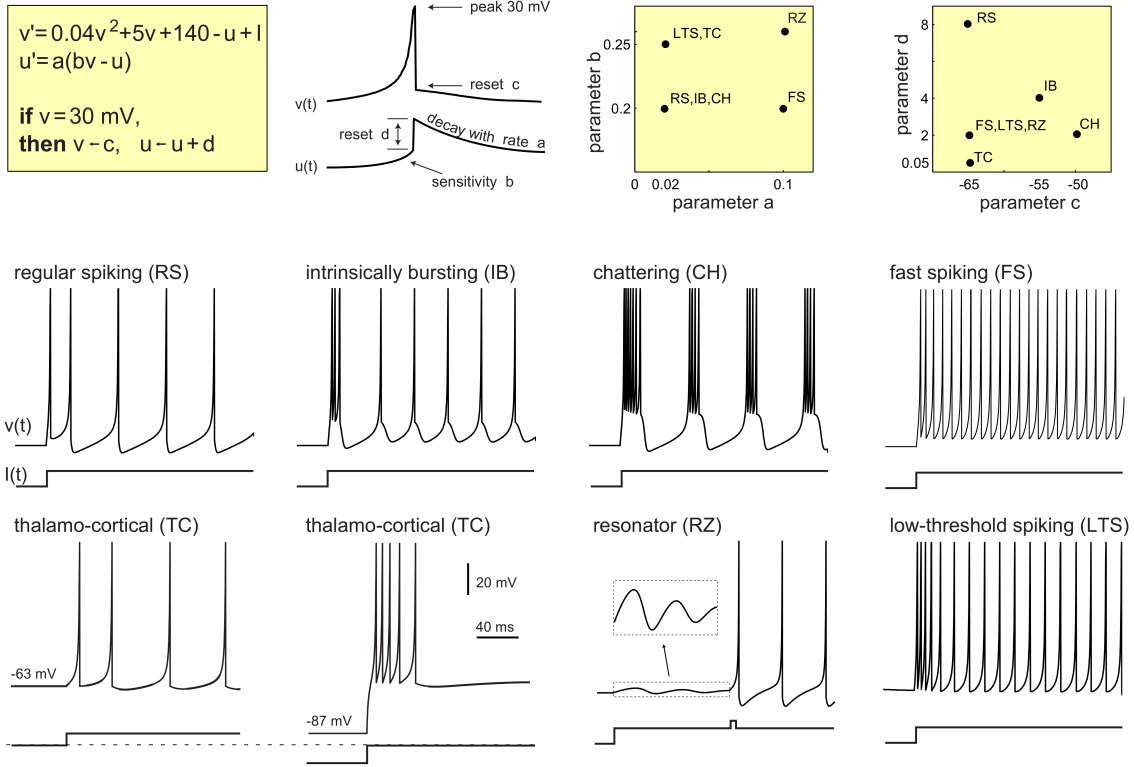 v'= 0.04v²+5v+140 - u + I
u'= a(bv - u)
if v = 30 mV,
then v ← c, u ← u + d
peak 30 mV
reset c
v(t)
reset d
decay with rate a
u(t)
sensitivity b
parameter b
0.25
0.2
LTS,TC
RZ
RS,IB,CH
FS
0
0.02
0.1
parameter a
parameter d
8
4
2
0.05
RS
IB
FS,LTS,RZ
CH
TC
-65
-55
-50
parameter c
regular spiking (RS)
intrinsically bursting (IB)
chattering (CH)
fast spiking (FS)
v(t)
I(t)
thalamo-cortical (TC)
thalamo-cortical (TC)
resonator (RZ)
low-threshold spiking (LTS)
20 mV
40 ms
-63 mV
-87 mV